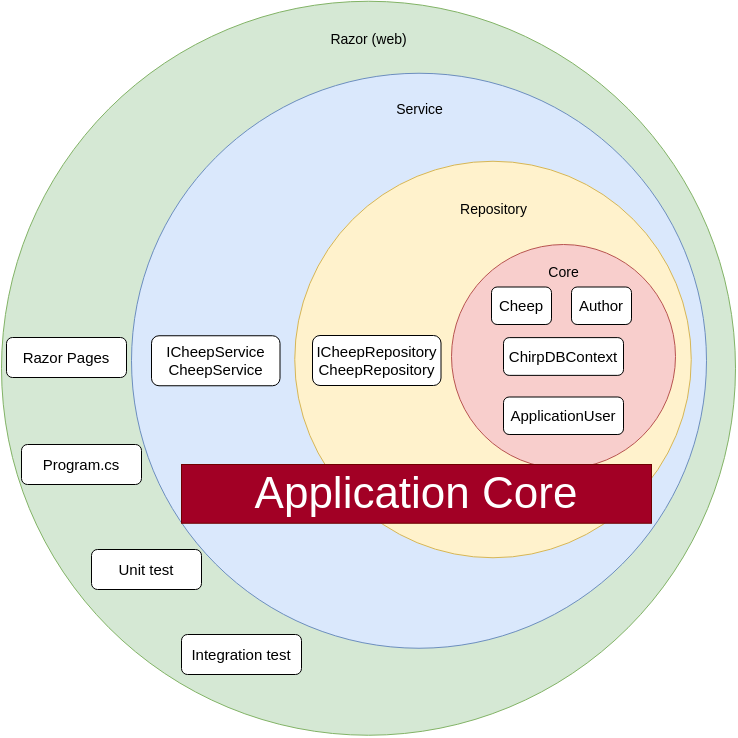 Razor (web)
Service
Repository
Core
Cheep
Author
Razor Pages
ICheepService
CheepService
ICheepRepository
CheepRepository
ChirpDBContext
ApplicationUser
Program.cs
Application Core
Unit test
Integration test